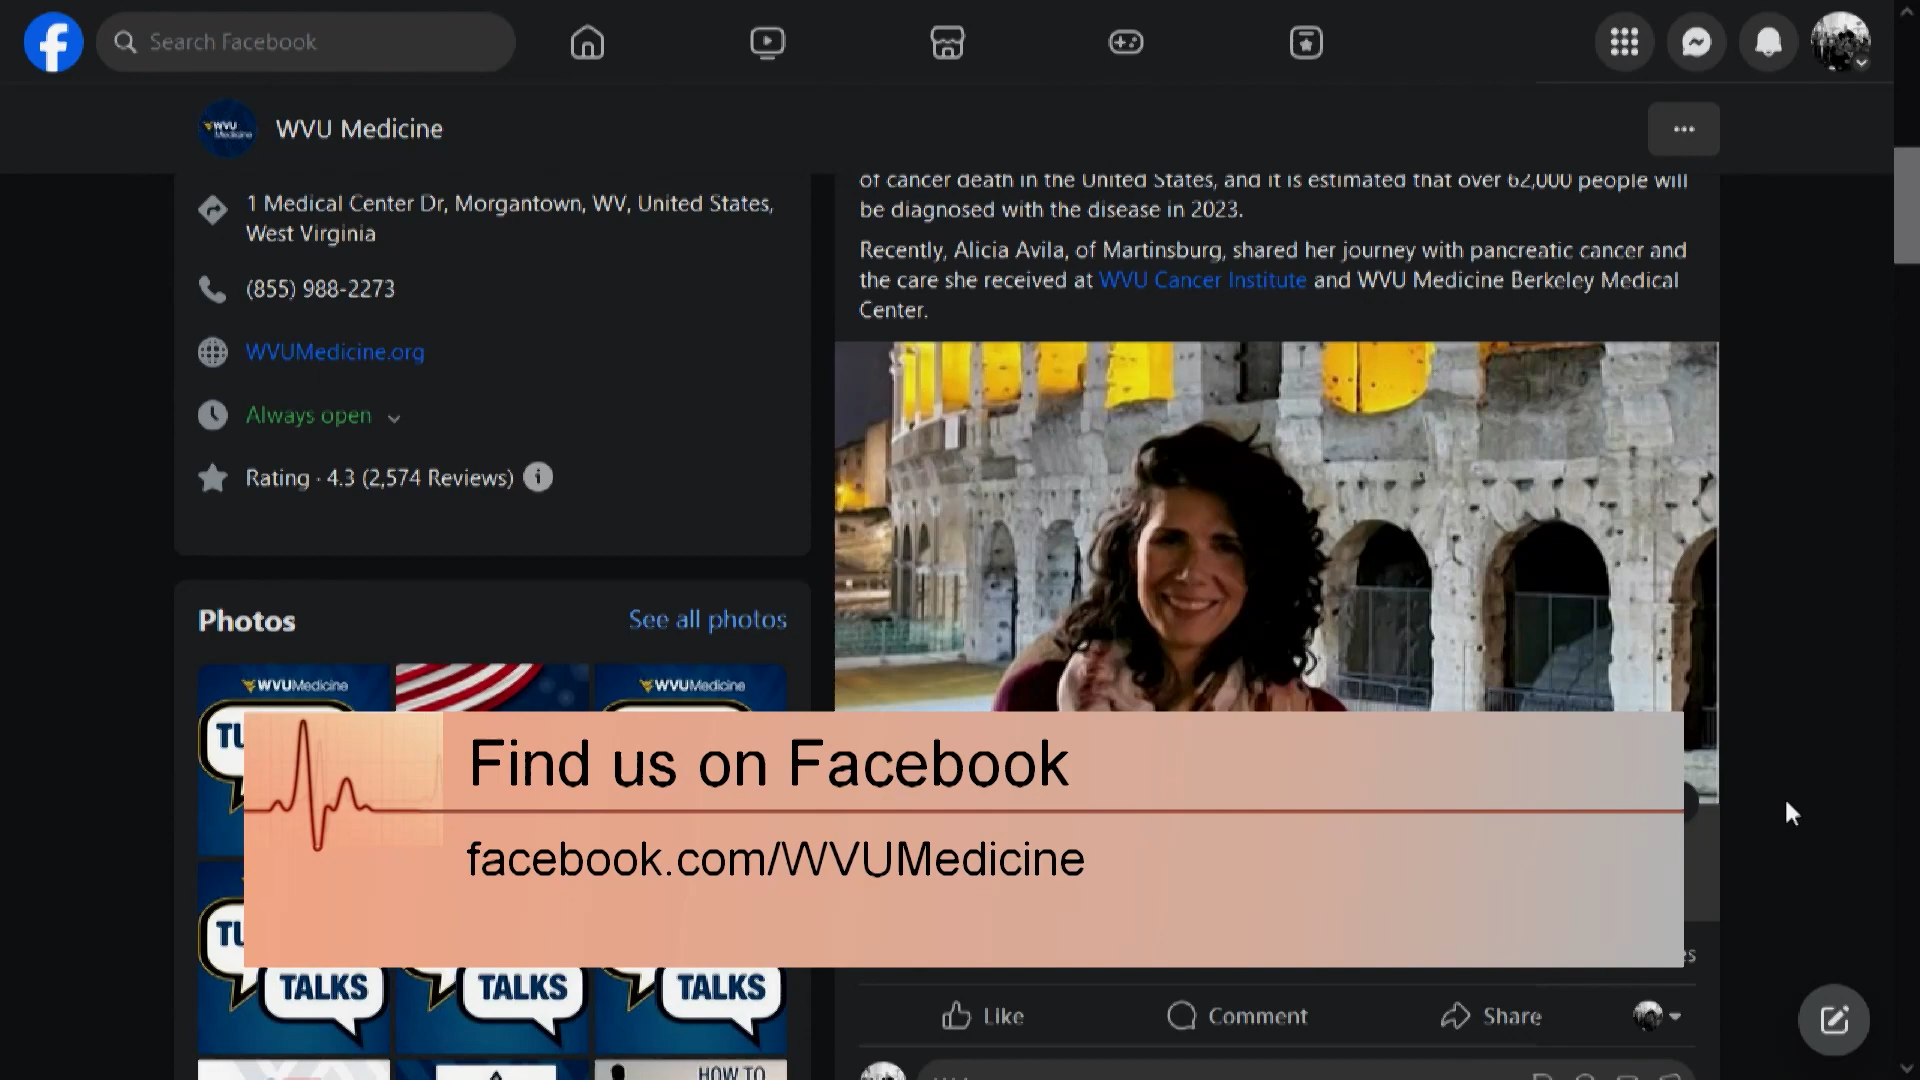 Search Facebook
WVU Medicine
WVU Medicine
1 Medical Center Dr, Morgantown, WV, United States,
West Virginia
(855) 988-2273
WVUMedicine.org
Always open
Rating · 4.3 (2,574 Reviews)
of cancer death in the United States, and it is estimated that over 62,000 people will
be diagnosed with the disease in 2023.
Recently, Alicia Avila, of Martinsburg, shared her journey with pancreatic cancer and
the care she received at WVU Cancer Institute and WVU Medicine Berkeley Medical
Center.
Photos
See all photos
WVUMedicine
WVUMedicine
TU
Find us on Facebook
facebook.com/WVUMedicine
TU
TALKS
TALKS
TALKS
Like
Comment
Share
HOW TO